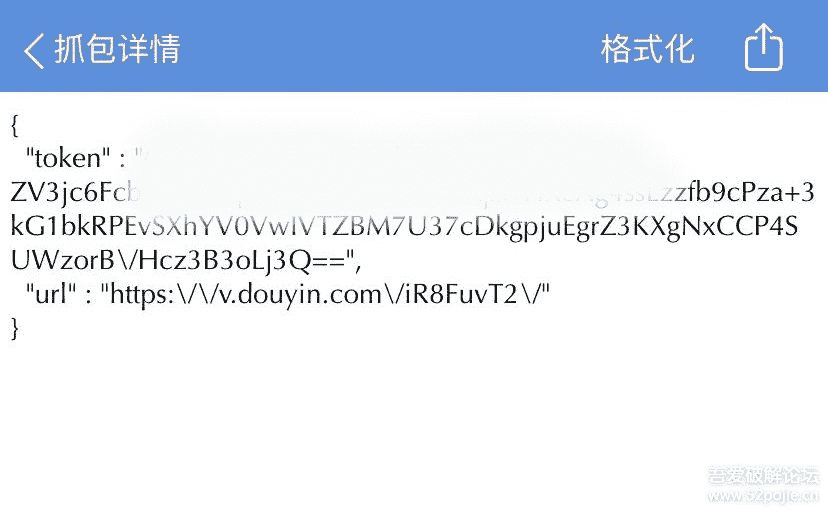 抓包详情
格式化
{
"token" : "
ZV3jc6Fcb zzfb9cPza+3
kG1bkRPEvSXhYV0VwIVTZBM7U37cDkgpjuEgrZ3KXgNxCCP4S
UWzorB\/Hcz3B3oLj3Q==",
"url" : "https:\/\/v.douyin.com\/iR8FuvT2\/"
}
吾爱破解论坛
www.52pojie.cn